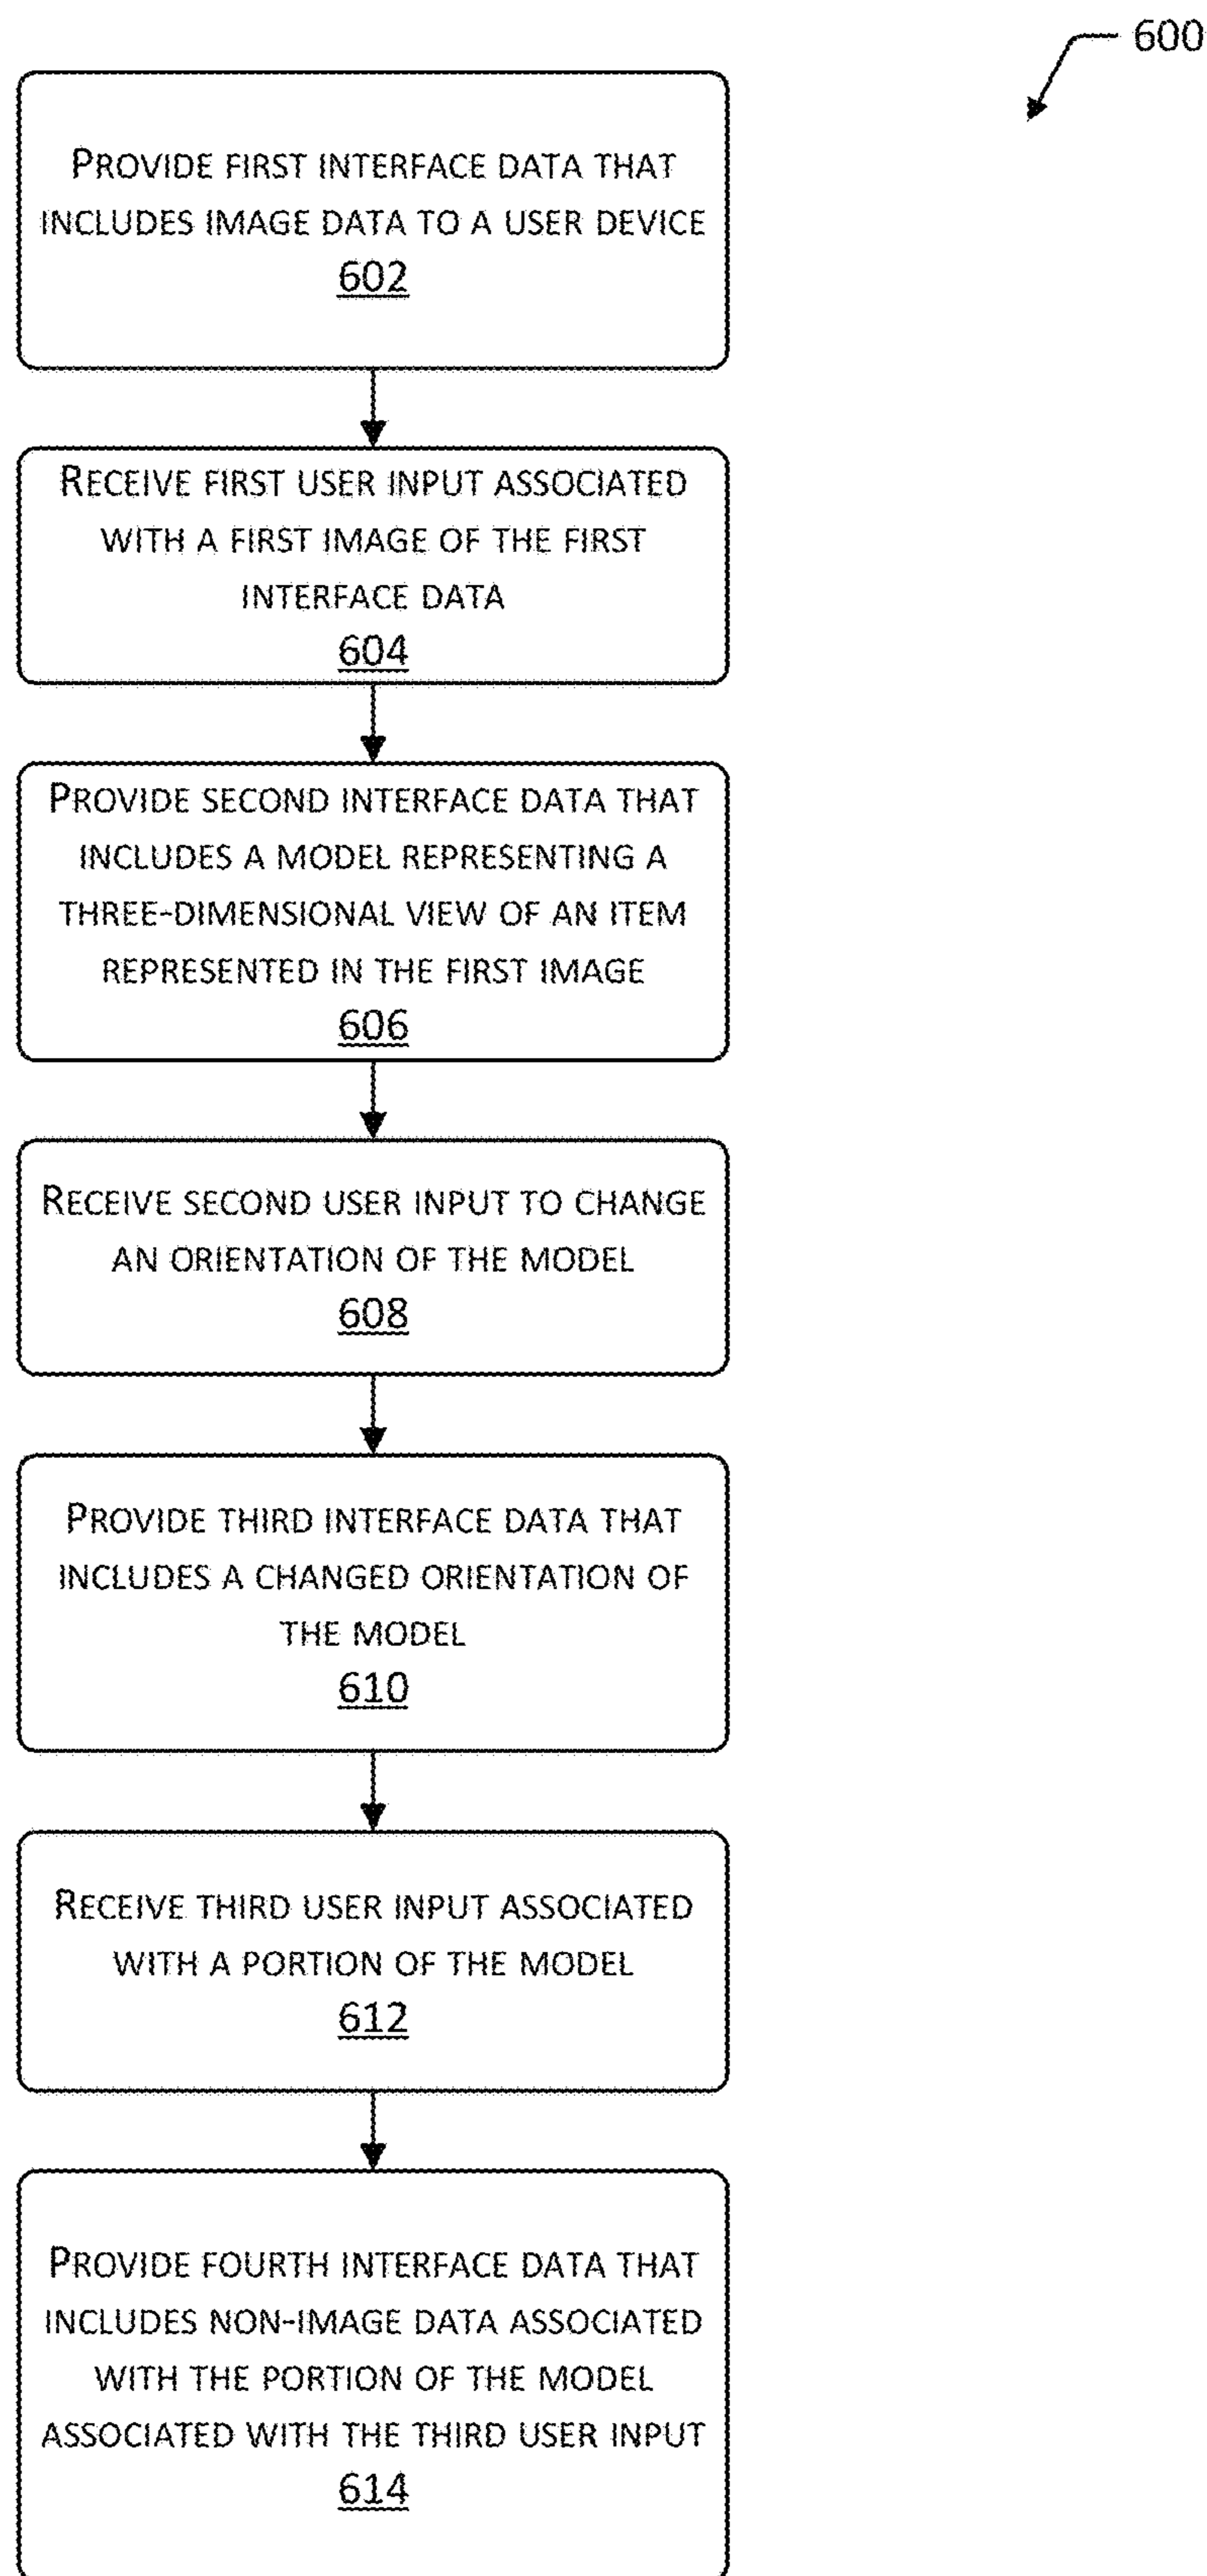 600
PROVIDE FIRST INTERFACE DATA THAT
INCLUDES IMAGE DATA TO A USER DEVICE
602
RECEIVE FIRST USER INPUT ASSOCIATED
WITH A FIRST IMAGE OF THE FIRST
INTERFACE DATA
604
PROVIDE SECOND INTERFACE DATA THAT
INCLUDES A MODEL REPRESENTING A
THREE-DIMENSIONAL VIEW OF AN ITEM
REPRESENTED IN THE FIRST IMAGE
606
RECEIVE SECOND USER INPUT TO CHANGE
AN ORIENTATION OF THE MODEL
608
PROVIDE THIRD INTERFACE DATA THAT
INCLUDES A CHANGED ORIENTATION OF
THE MODEL
610
RECEIVE THIRD USER INPUT ASSOCIATED
WITH A PORTION OF THE MODEL
612
PROVIDE FOURTH INTERFACE DATA THAT
INCLUDES NON-IMAGE DATA ASSOCIATED
WITH THE PORTION OF THE MODEL
ASSOCIATED WITH THE THIRD USER INPUT
614